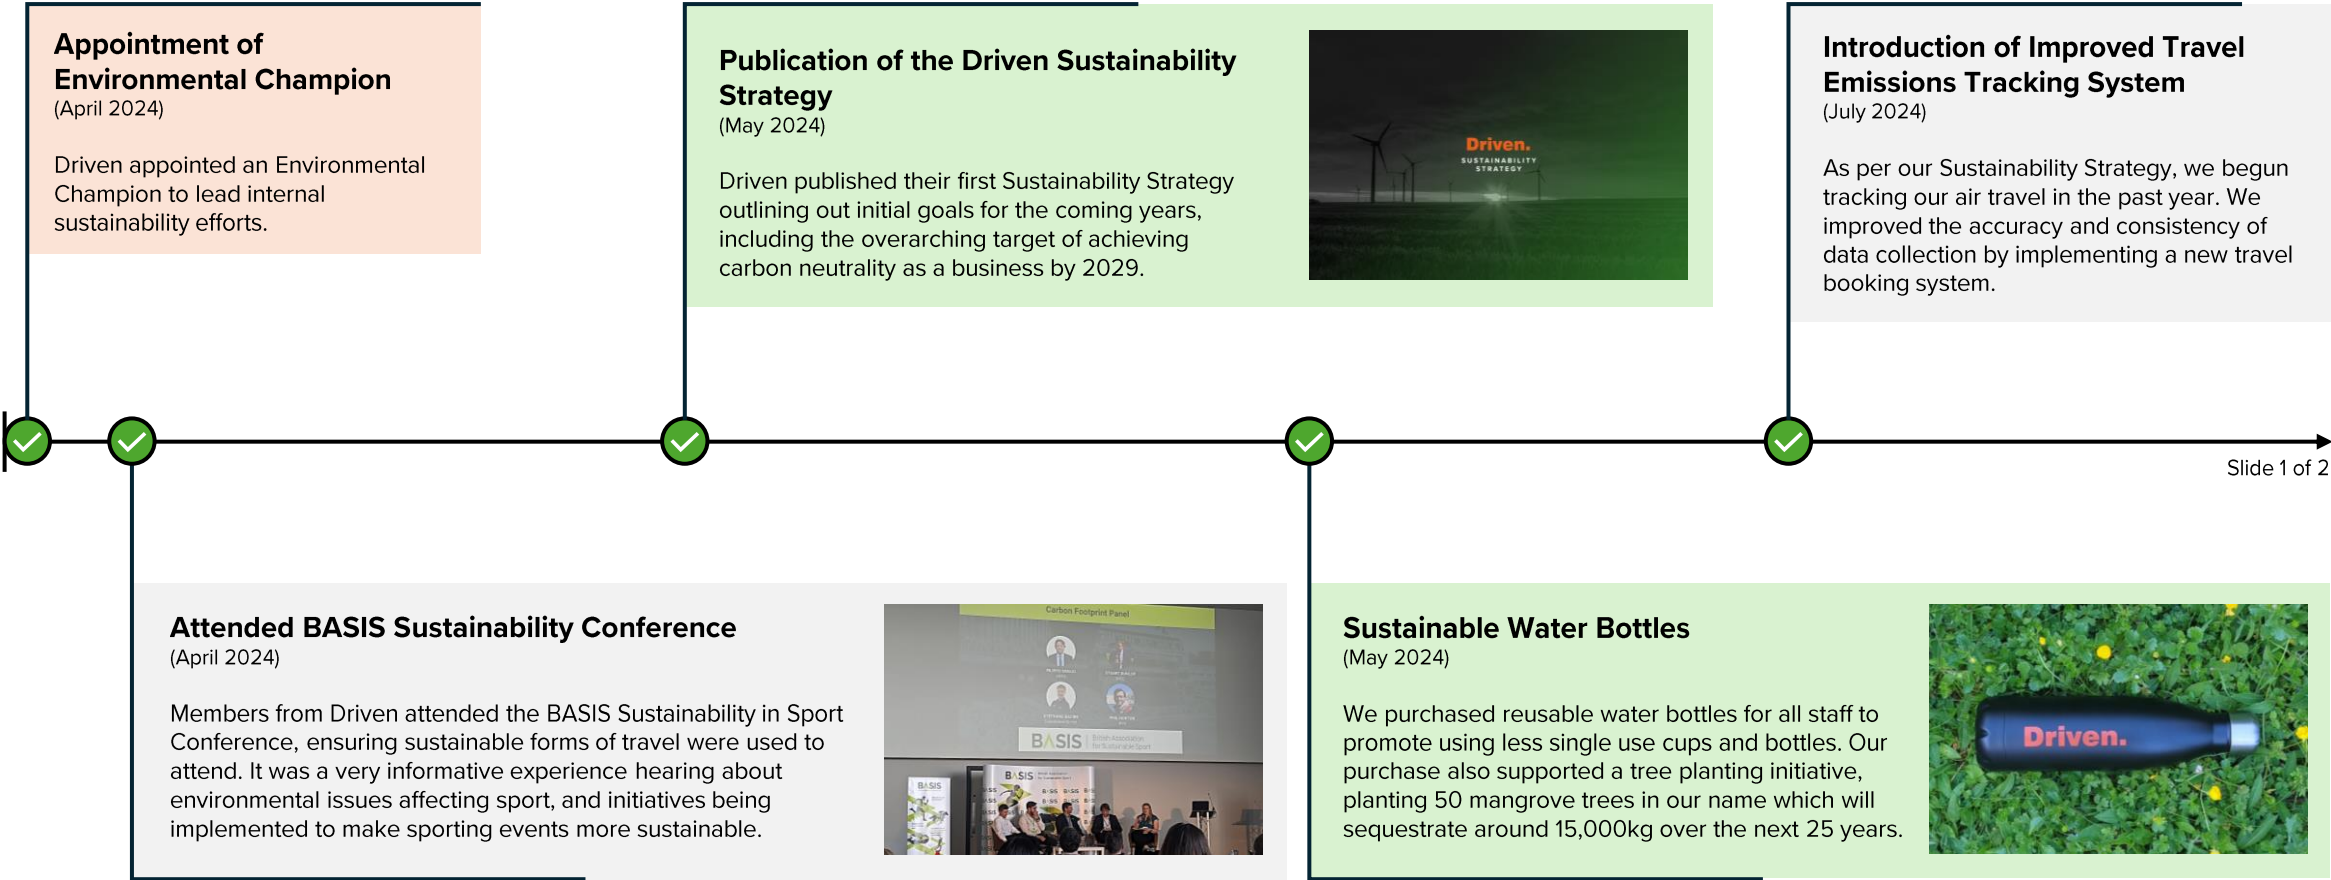 Appointment of
Environmental Champion
(April 2024)
Driven appointed an Environmental
Champion to lead internal
sustainability efforts.
Publication of the Driven Sustainability
Strategy
(May 2024)
Driven published their first Sustainability Strategy
outlining out initial goals for the coming years,
including the overarching target of achieving
carbon neutrality as a business by 2029.
Driven.
SUSTAINABILITY
STRATEGY
Introduction of Improved Travel
Emissions Tracking System
(July 2024)
As per our Sustainability Strategy, we begun
tracking our air travel in the past year. We
improved the accuracy and consistency of
data collection by implementing a new travel
booking system.
Slide 1 of 2
Attended BASIS Sustainability Conference
(April 2024)
Members from Driven attended the BASIS Sustainability in Sport
Conference, ensuring sustainable forms of travel were used to
attend. It was a very informative experience hearing about
environmental issues affecting sport, and initiatives being
implemented to make sporting events more sustainable.
Carbon Footprint Panel
BASIS
British Association
for Sustainable Sport
BASIS
BASIS
Sustainable Water Bottles
(May 2024)
We purchased reusable water bottles for all staff to
promote using less single use cups and bottles. Our
purchase also supported a tree planting initiative,
planting 50 mangrove trees in our name which will
sequestrate around 15,000kg over the next 25 years.
Driven.